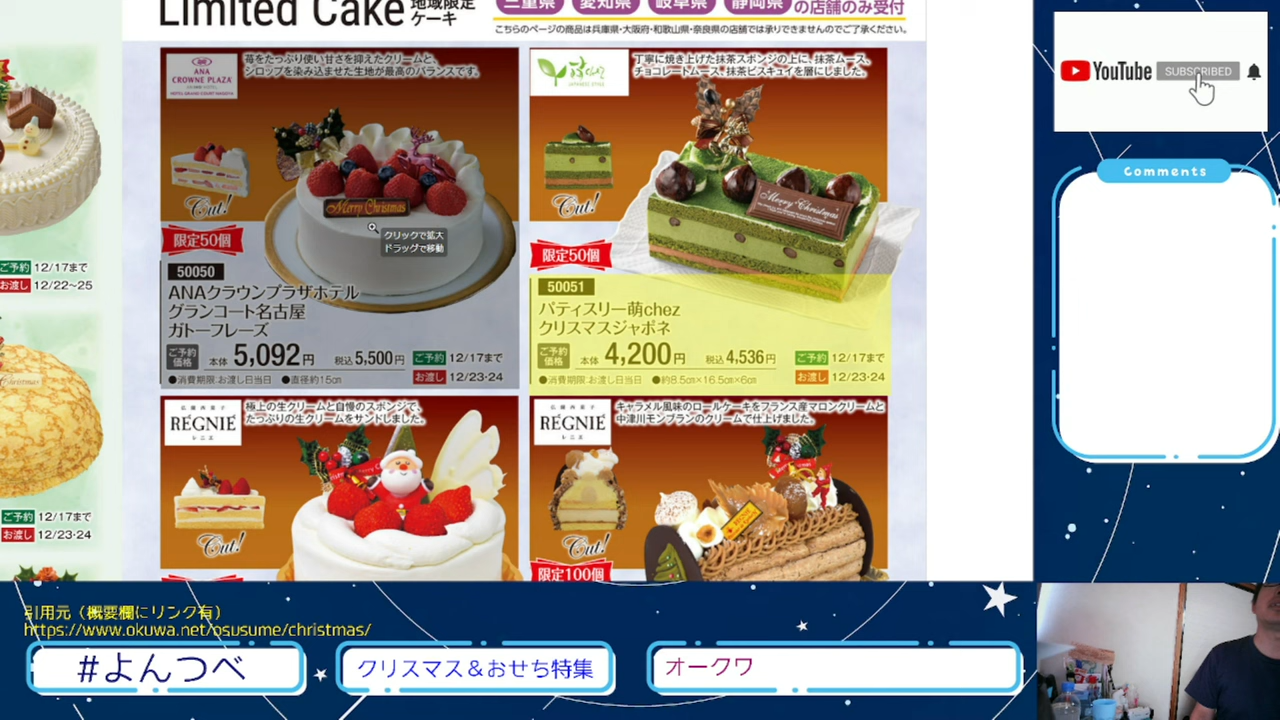 Limited Cake
地域限定
ケーキ
三重県 愛知県 岐阜県 静岡県 の店舗のみ受付
こちらのページの商品は兵庫県・大阪府・和歌山県・奈良県の店舗では承りできませんのでご了承ください。
ANA
CROWNE PLAZA
苺をたっぷり使い甘さを抑えたクリームと、
シロップを染み込ませた生地が最高のバランスです。
Cut!
Merry Christmas
クリックで拡大
ドラッグで移動
限定50個
50050
ANAクラウンプラザホテル
グランコート名古屋
ガトーフレーズ
ご予約価格 本体 5,092円 税込 5,500円 ご予約 12/17まで
お渡し 12/23・24
●消費期限:お渡し日当日 ●直径約15cm
丁寧に焼き上げた抹茶スポンジの上に、抹茶ムース、
チョコレートムース、抹茶ビスキュイを層にしました。
Cut!
Merry Christmas
限定50個
50051
パティスリー萌chez
クリスマスジャポネ
ご予約価格 本体 4,200円 税込 4,536円 ご予約 12/17まで
お渡し 12/23・24
●消費期限:お渡し日当日 ●約8.5cm×16.5cm×6cm
ご予約 12/17まで
お渡し 12/22~25
ご予約 12/17まで
お渡し 12/23・24
RÉGNIÉ
レニエ
極上の生クリームと自慢のスポンジで、
たっぷりの生クリームをサンドしました。
Cut!
RÉGNIÉ
レニエ
キャラメル風味のロールケーキをフランス産マロンクリームと
中津川モンブランのクリームで仕上げました。
Cut!
限定100個
YouTube SUBSCRIBED
Comments
引用元（概要欄にリンク有）
https://www.okuwa.net/osusume/christmas/
#よんつべ
クリスマス＆おせち特集
オークワ